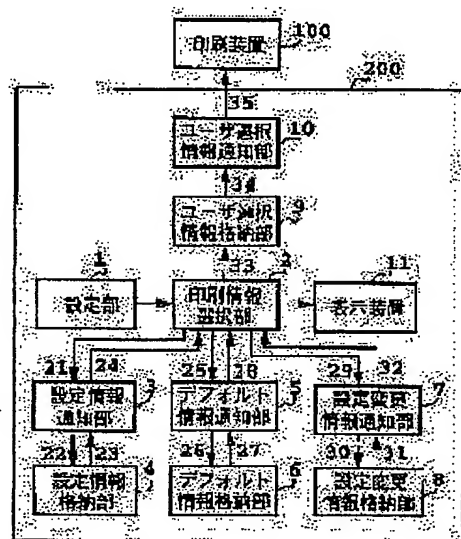 100
印刷装置
200
35
ユーザ選択
情報通知部
10
34
ユーザ選択
情報格納部
9
33
1
2
11
設定部
印刷情報
選択部
表示装置
21
24
25
28
29
32
設定情報
通知部
3
デフォルト
情報通知部
5
設定変更
情報通知部
7
22
23
26
27
30
31
設定情報
格納部
4
デフォルト
情報格納部
6
設定変更
情報格納部
8